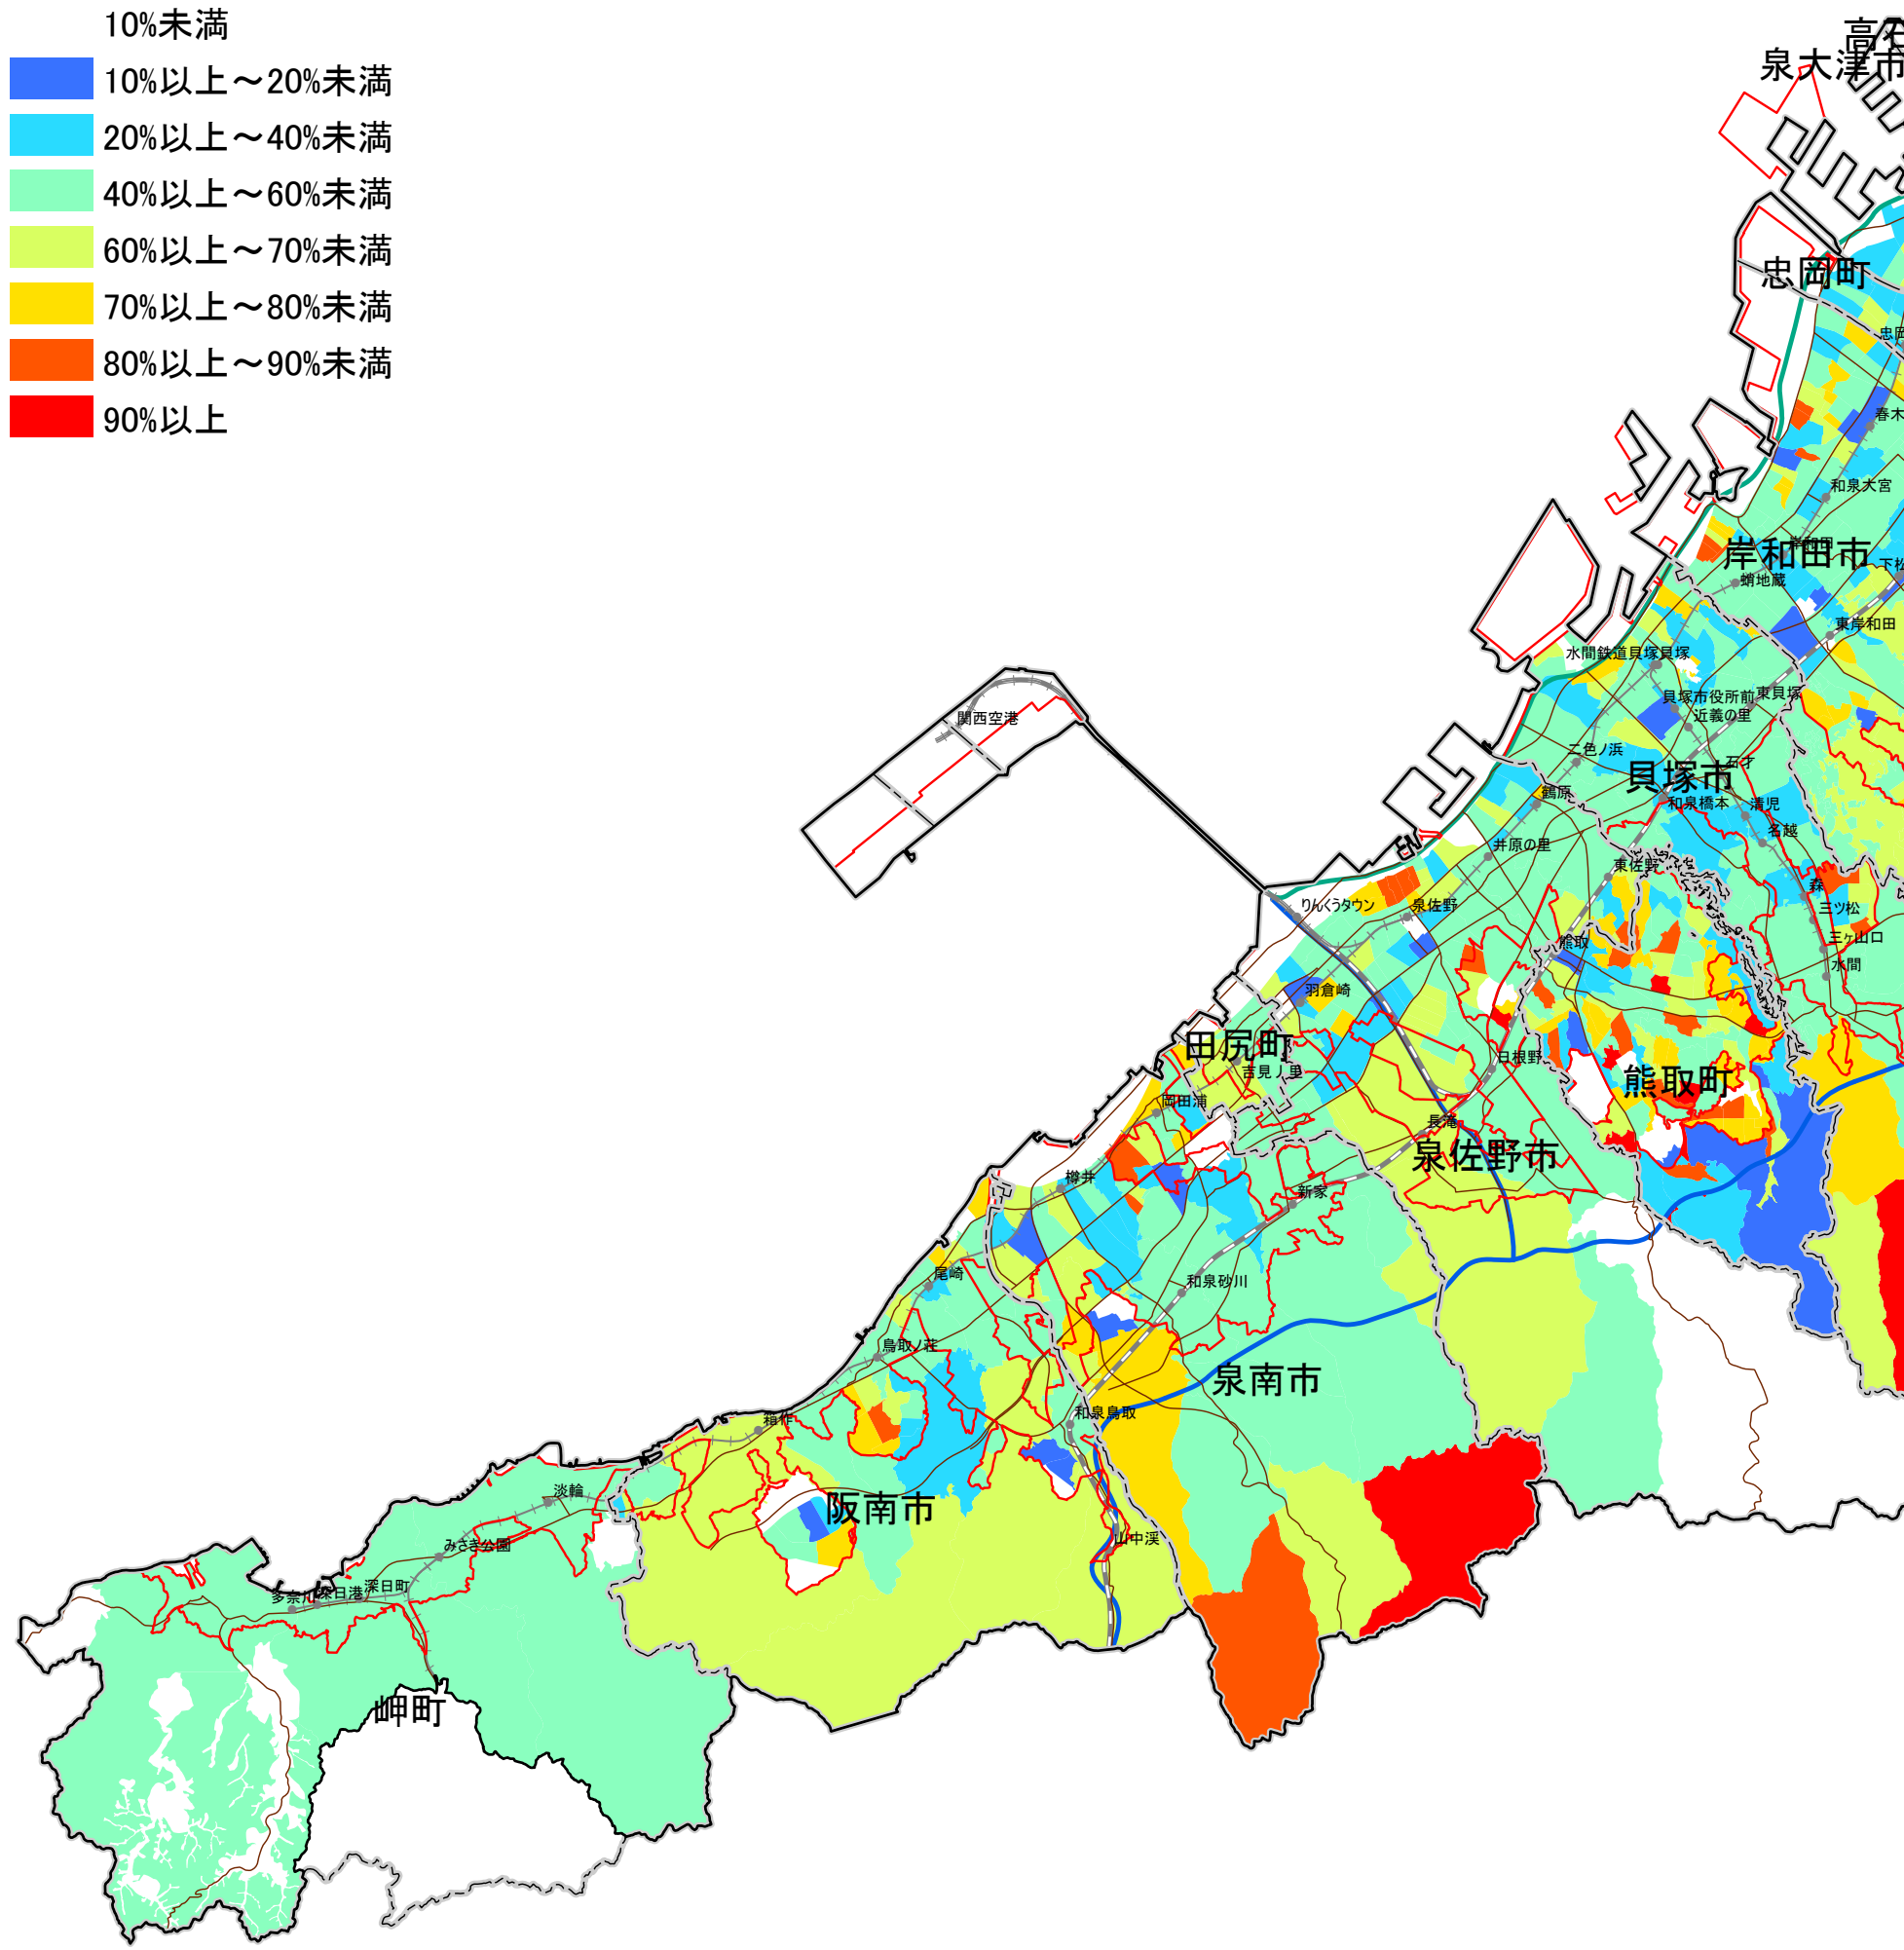 10%未満
10%以上～20%未満
20%以上～40%未満
40%以上～60%未満
60%以上～70%未満
70%以上～80%未満
80%以上～90%未満
90%以上
高石
泉大津市
忠岡町
忠岡
春木
和泉大宮
岸和田市
岸和田
下松
蛸地蔵
東岸和田
水間鉄道貝塚
貝塚
貝塚市役所前
東貝塚
近義の里
関西空港
二色ノ浜
石才
貝塚市
鶴原
和泉橋本
清児
名越
井原の里
東佐野
森
りんくうタウン
泉佐野
三ツ松
三ヶ山口
熊取
水間
羽倉崎
田尻町
吉見ノ里
日根野
熊取町
岡田浦
長滝
泉佐野市
樽井
新家
尾崎
和泉砂川
鳥取ノ荘
泉南市
箱作
和泉鳥取
淡輪
阪南市
みさき公園
山中渓
深日町
深日港
多奈川
岬町